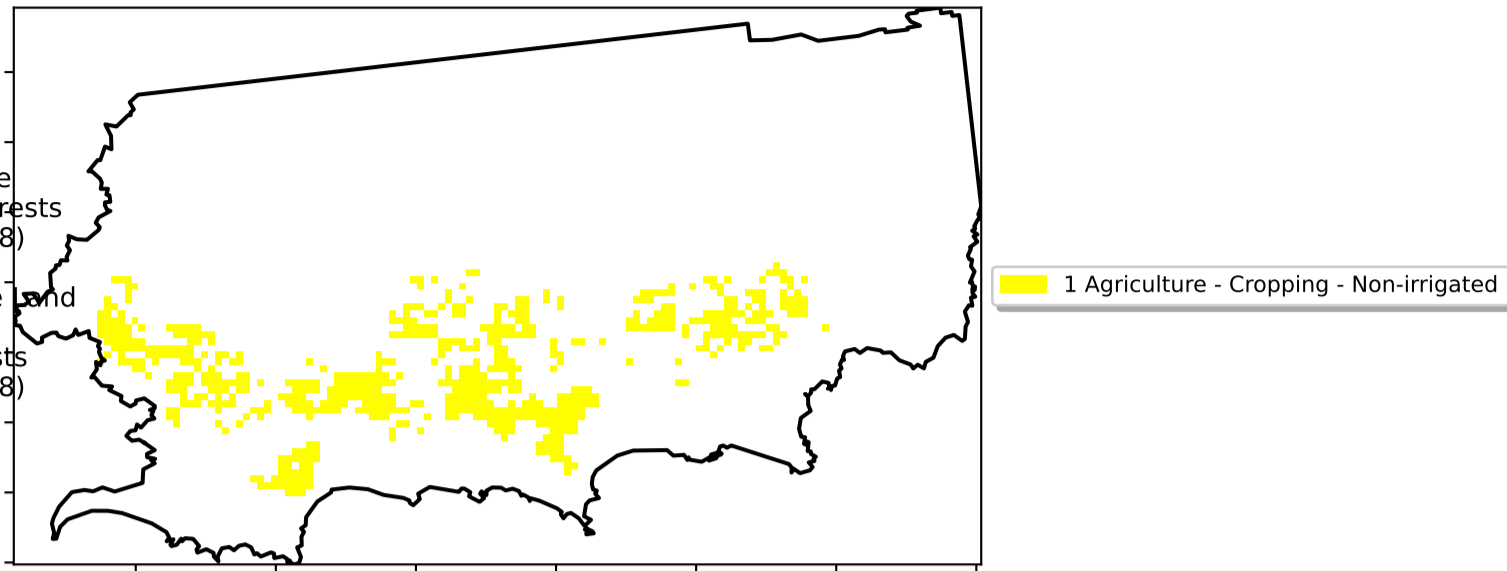 e
rests
8)
e Land
sts
8)
1 Agriculture - Cropping - Non-irrigated